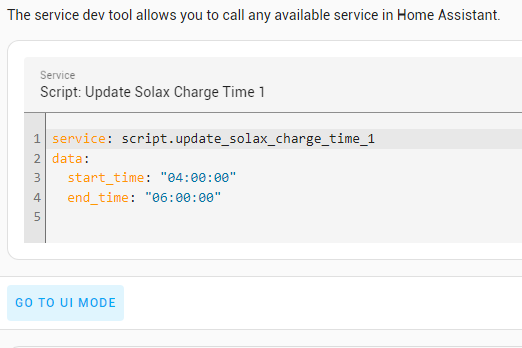 The service dev tool allows you to call any available service in Home Assistant.
Service
Script: Update Solax Charge Time 1
1 service: script.update_solax_charge_time_1
2 data:
3   start_time: "04:00:00"
4   end_time: "06:00:00"
5
GO TO UI MODE